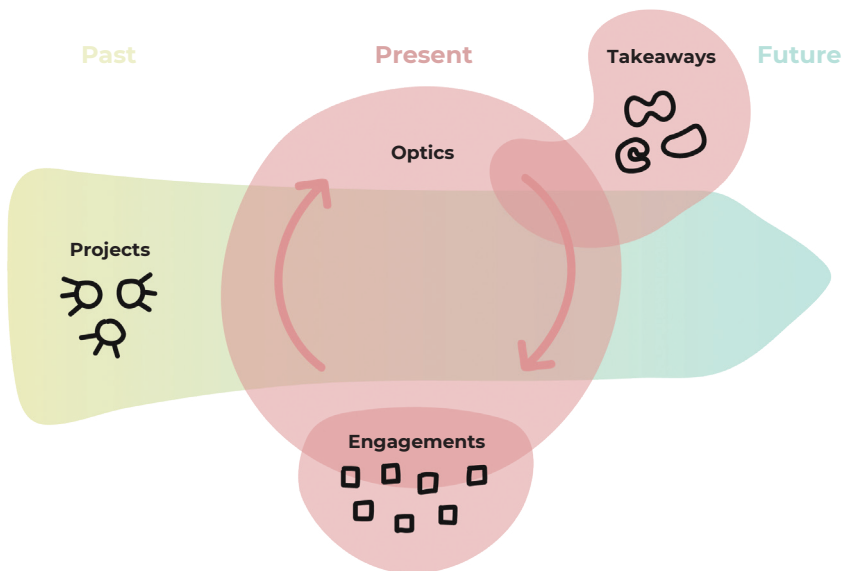 Past
Present
Future
Takeaways
Optics
Projects
Engagements